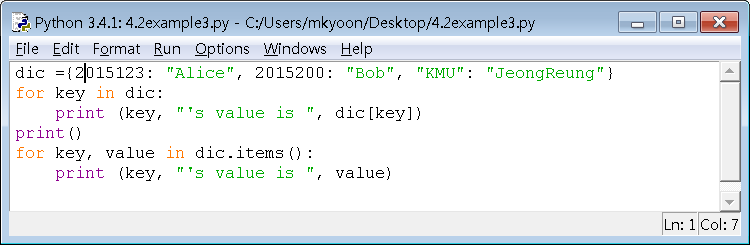 Python 3.4.1: 4.2example3.py - C:/Users/mkyoon/Desktop/4.2example3.py
File Edit Format Run Options Windows Help
dic ={2015123: "Alice", 2015200: "Bob", "KMU": "JeongReung"}
for key in dic:
    print (key, "'s value is ", dic[key])
print()
for key, value in dic.items():
    print (key, "'s value is ", value)
Ln: 1 Col: 7